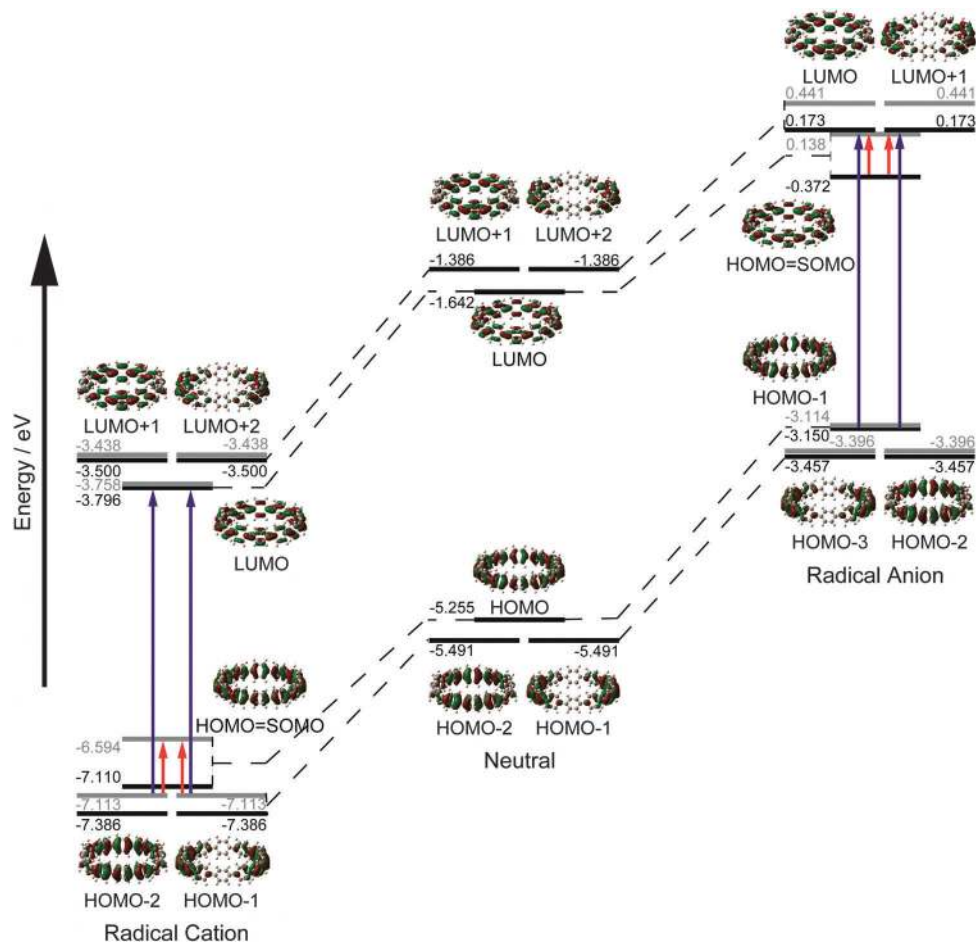 LUMO LUMO+1
0.441 0.441
0.173 0.173
0.138
-0.372
HOMO=SOMO
HOMO-1
-3.114
-3.150
-3.396 -3.396
-3.457 -3.457
HOMO-3 HOMO-2
Radical Anion
LUMO+1 LUMO+2
-1.386 -1.386
-1.642
LUMO
HOMO
-5.255
-5.491 -5.491
HOMO-2 HOMO-1
Neutral
Energy / eV
LUMO+1 LUMO+2
-3.438 -3.438
-3.500 -3.500
-3.758
-3.796
LUMO
HOMO=SOMO
-6.594
-7.110
-7.113 -7.113
-7.386 -7.386
HOMO-2 HOMO-1
Radical Cation